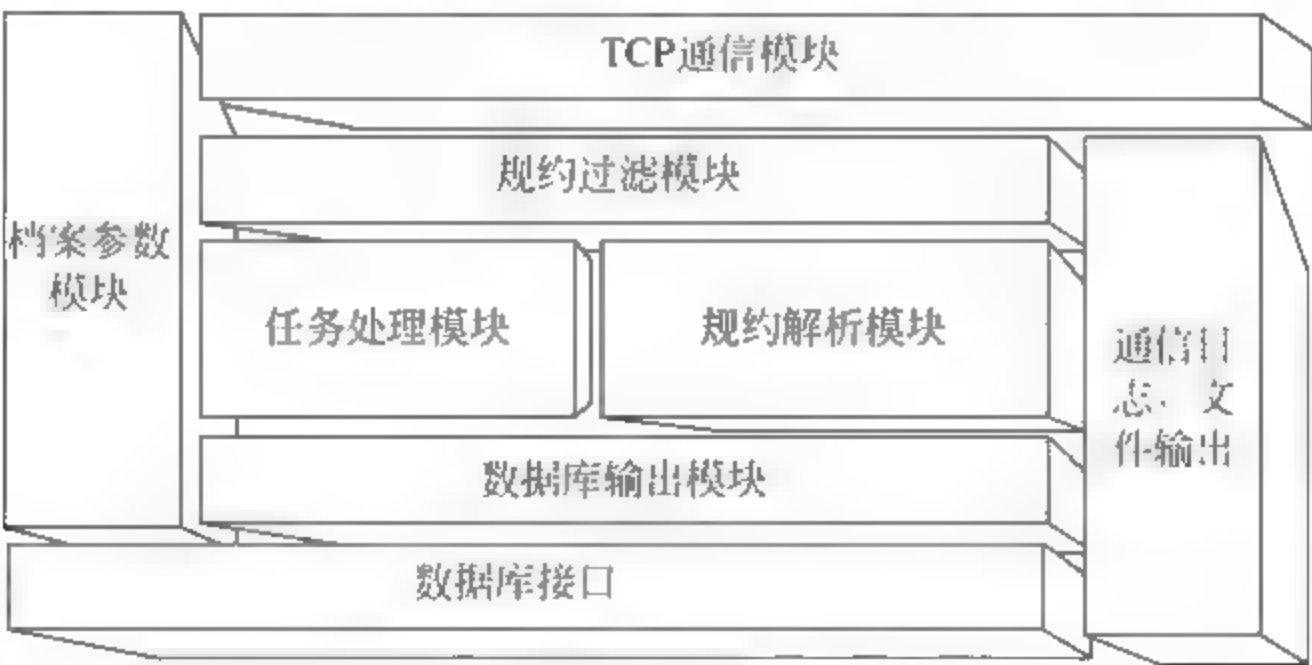 TCP通信模块
规约过滤模块
档案参数
模块
任务处理模块
规约解析模块
通信日
志、文
件输出
数据库输出模块
数据库接口